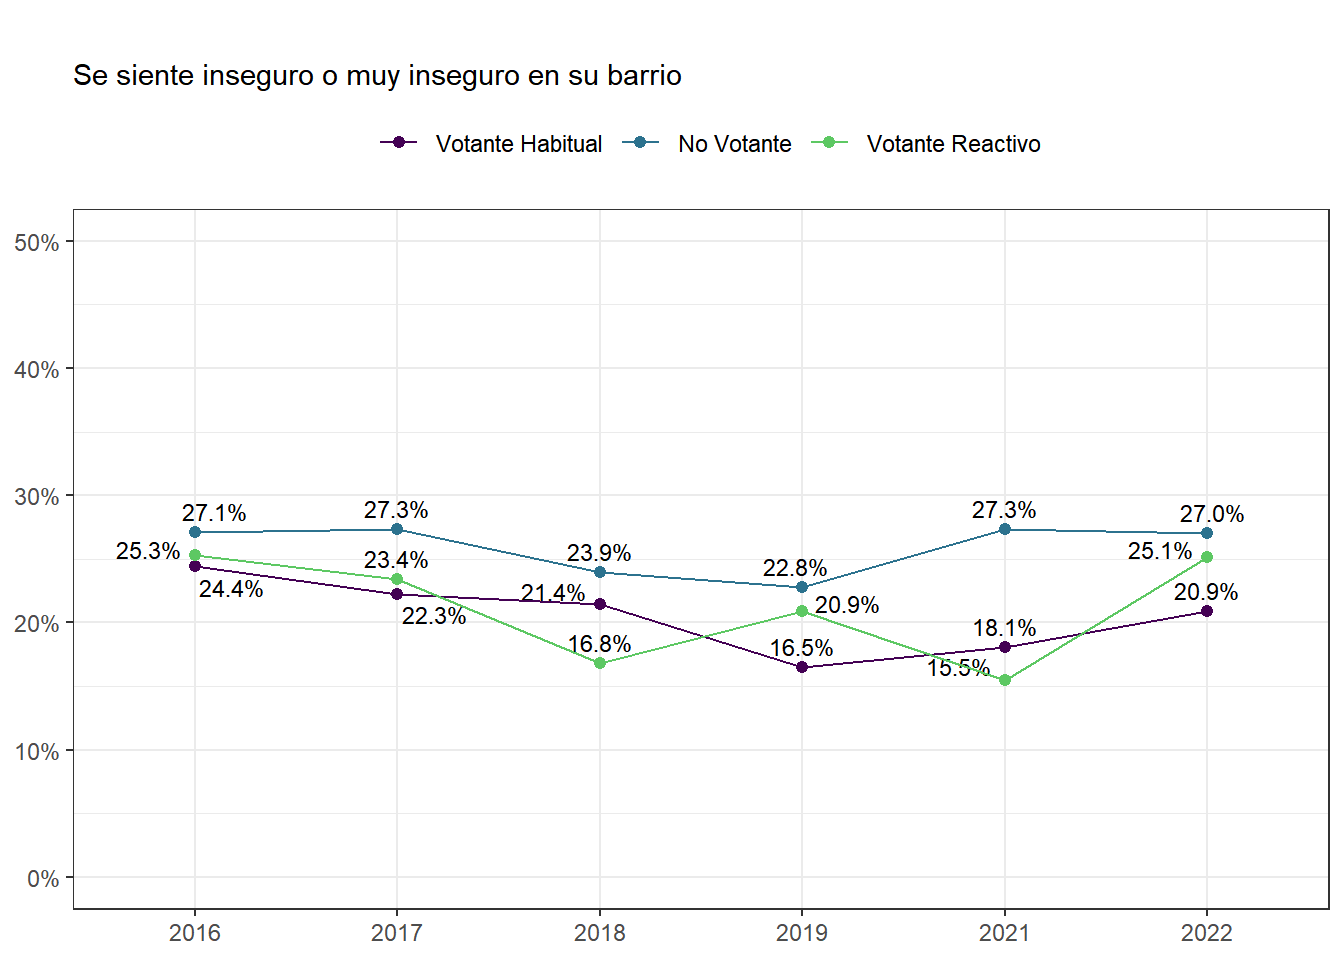 Se siente inseguro o muy inseguro en su barrio
Votante Habitual No Votante Votante Reactivo
50%
40%
30%
20%
10%
0%
27.1% 27.3% 23.9% 22.8% 27.3% 27.0%
25.3% 23.4% 16.8% 20.9% 15.5% 25.1%
24.4% 22.3% 21.4% 16.5% 18.1% 20.9%
2016 2017 2018 2019 2021 2022